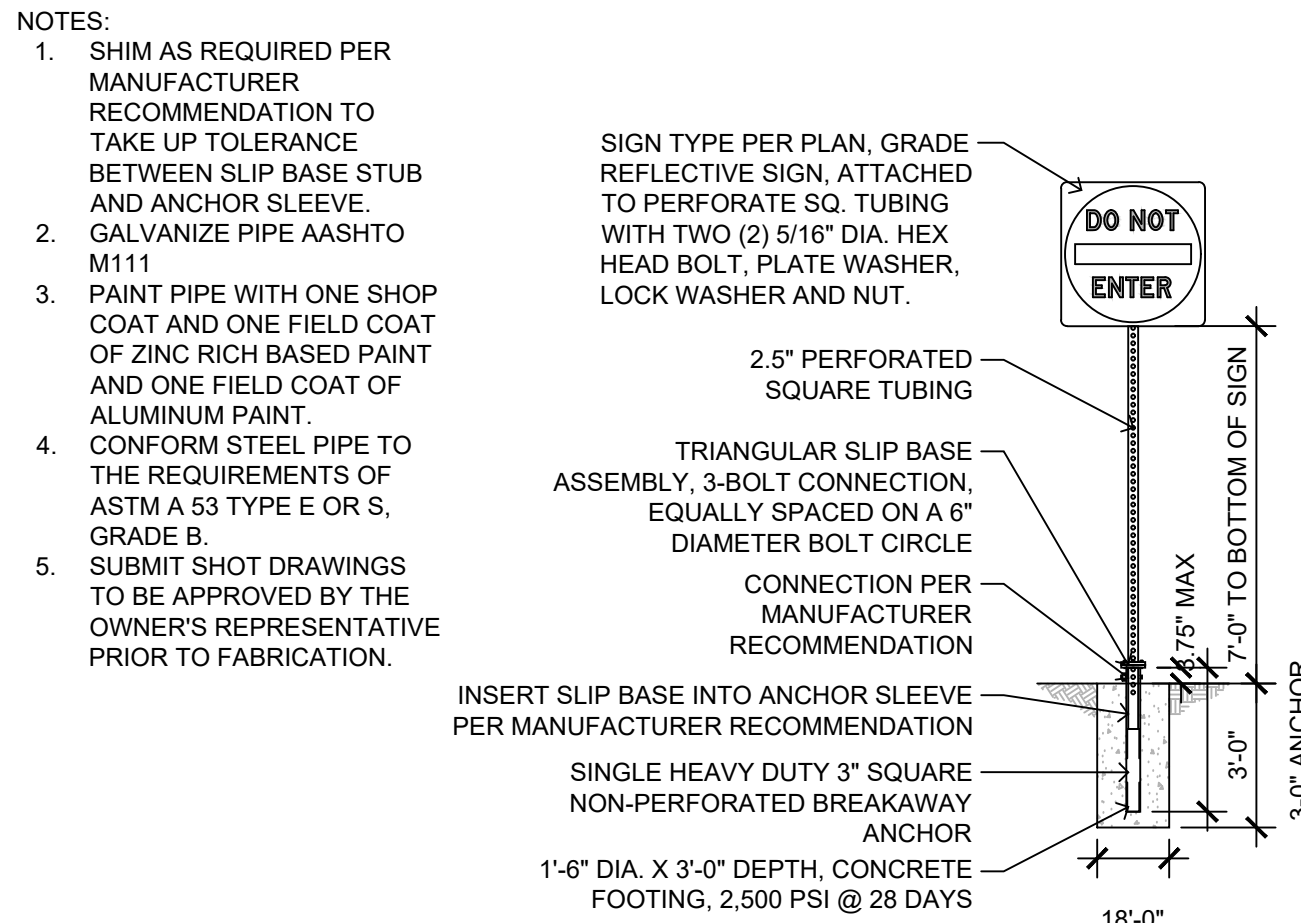 NOTES:
1. SHIM AS REQUIRED PER
MANUFACTURER
RECOMMENDATION TO
TAKE UP TOLERANCE
BETWEEN SLIP BASE STUB
AND ANCHOR SLEEVE.
2. GALVANIZE PIPE AASHTO
M111
3. PAINT PIPE WITH ONE SHOP
COAT AND ONE FIELD COAT
OF ZINC RICH BASED PAINT
AND ONE FIELD COAT OF
ALUMINUM PAINT.
4. CONFORM STEEL PIPE TO
THE REQUIREMENTS OF
ASTM A 53 TYPE E OR S,
GRADE B.
5. SUBMIT SHOT DRAWINGS
TO BE APPROVED BY THE
OWNER'S REPRESENTATIVE
PRIOR TO FABRICATION.
SIGN TYPE PER PLAN, GRADE
REFLECTIVE SIGN, ATTACHED
TO PERFORATE SQ. TUBING
WITH TWO (2) 5/16" DIA. HEX
HEAD BOLT, PLATE WASHER,
LOCK WASHER AND NUT.
2.5" PERFORATED
SQUARE TUBING
TRIANGULAR SLIP BASE
ASSEMBLY, 3-BOLT CONNECTION,
EQUALLY SPACED ON A 6"
DIAMETER BOLT CIRCLE
CONNECTION PER
MANUFACTURER
RECOMMENDATION
INSERT SLIP BASE INTO ANCHOR SLEEVE
PER MANUFACTURER RECOMMENDATION
SINGLE HEAVY DUTY 3" SQUARE
NON-PERFORATED BREAKAWAY
ANCHOR
1'-6" DIA. X 3'-0" DEPTH, CONCRETE
FOOTING, 2,500 PSI @ 28 DAYS
DO NOT
ENTER
3.75" MAX
7'-0" TO BOTTOM OF SIGN
3'-0"
3-0" ANCHOR
18'-0"